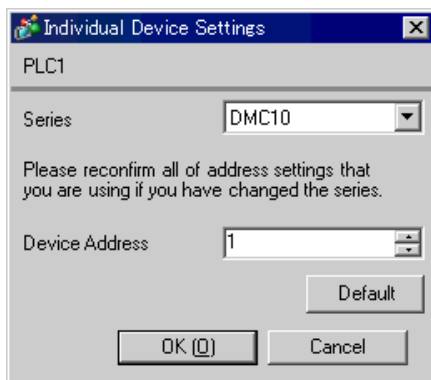 Individual Device Settings
PLC1
Series DMC10
Please reconfirm all of address settings that
you are using if you have changed the series.
Device Address 1
Default
OK (O) Cancel